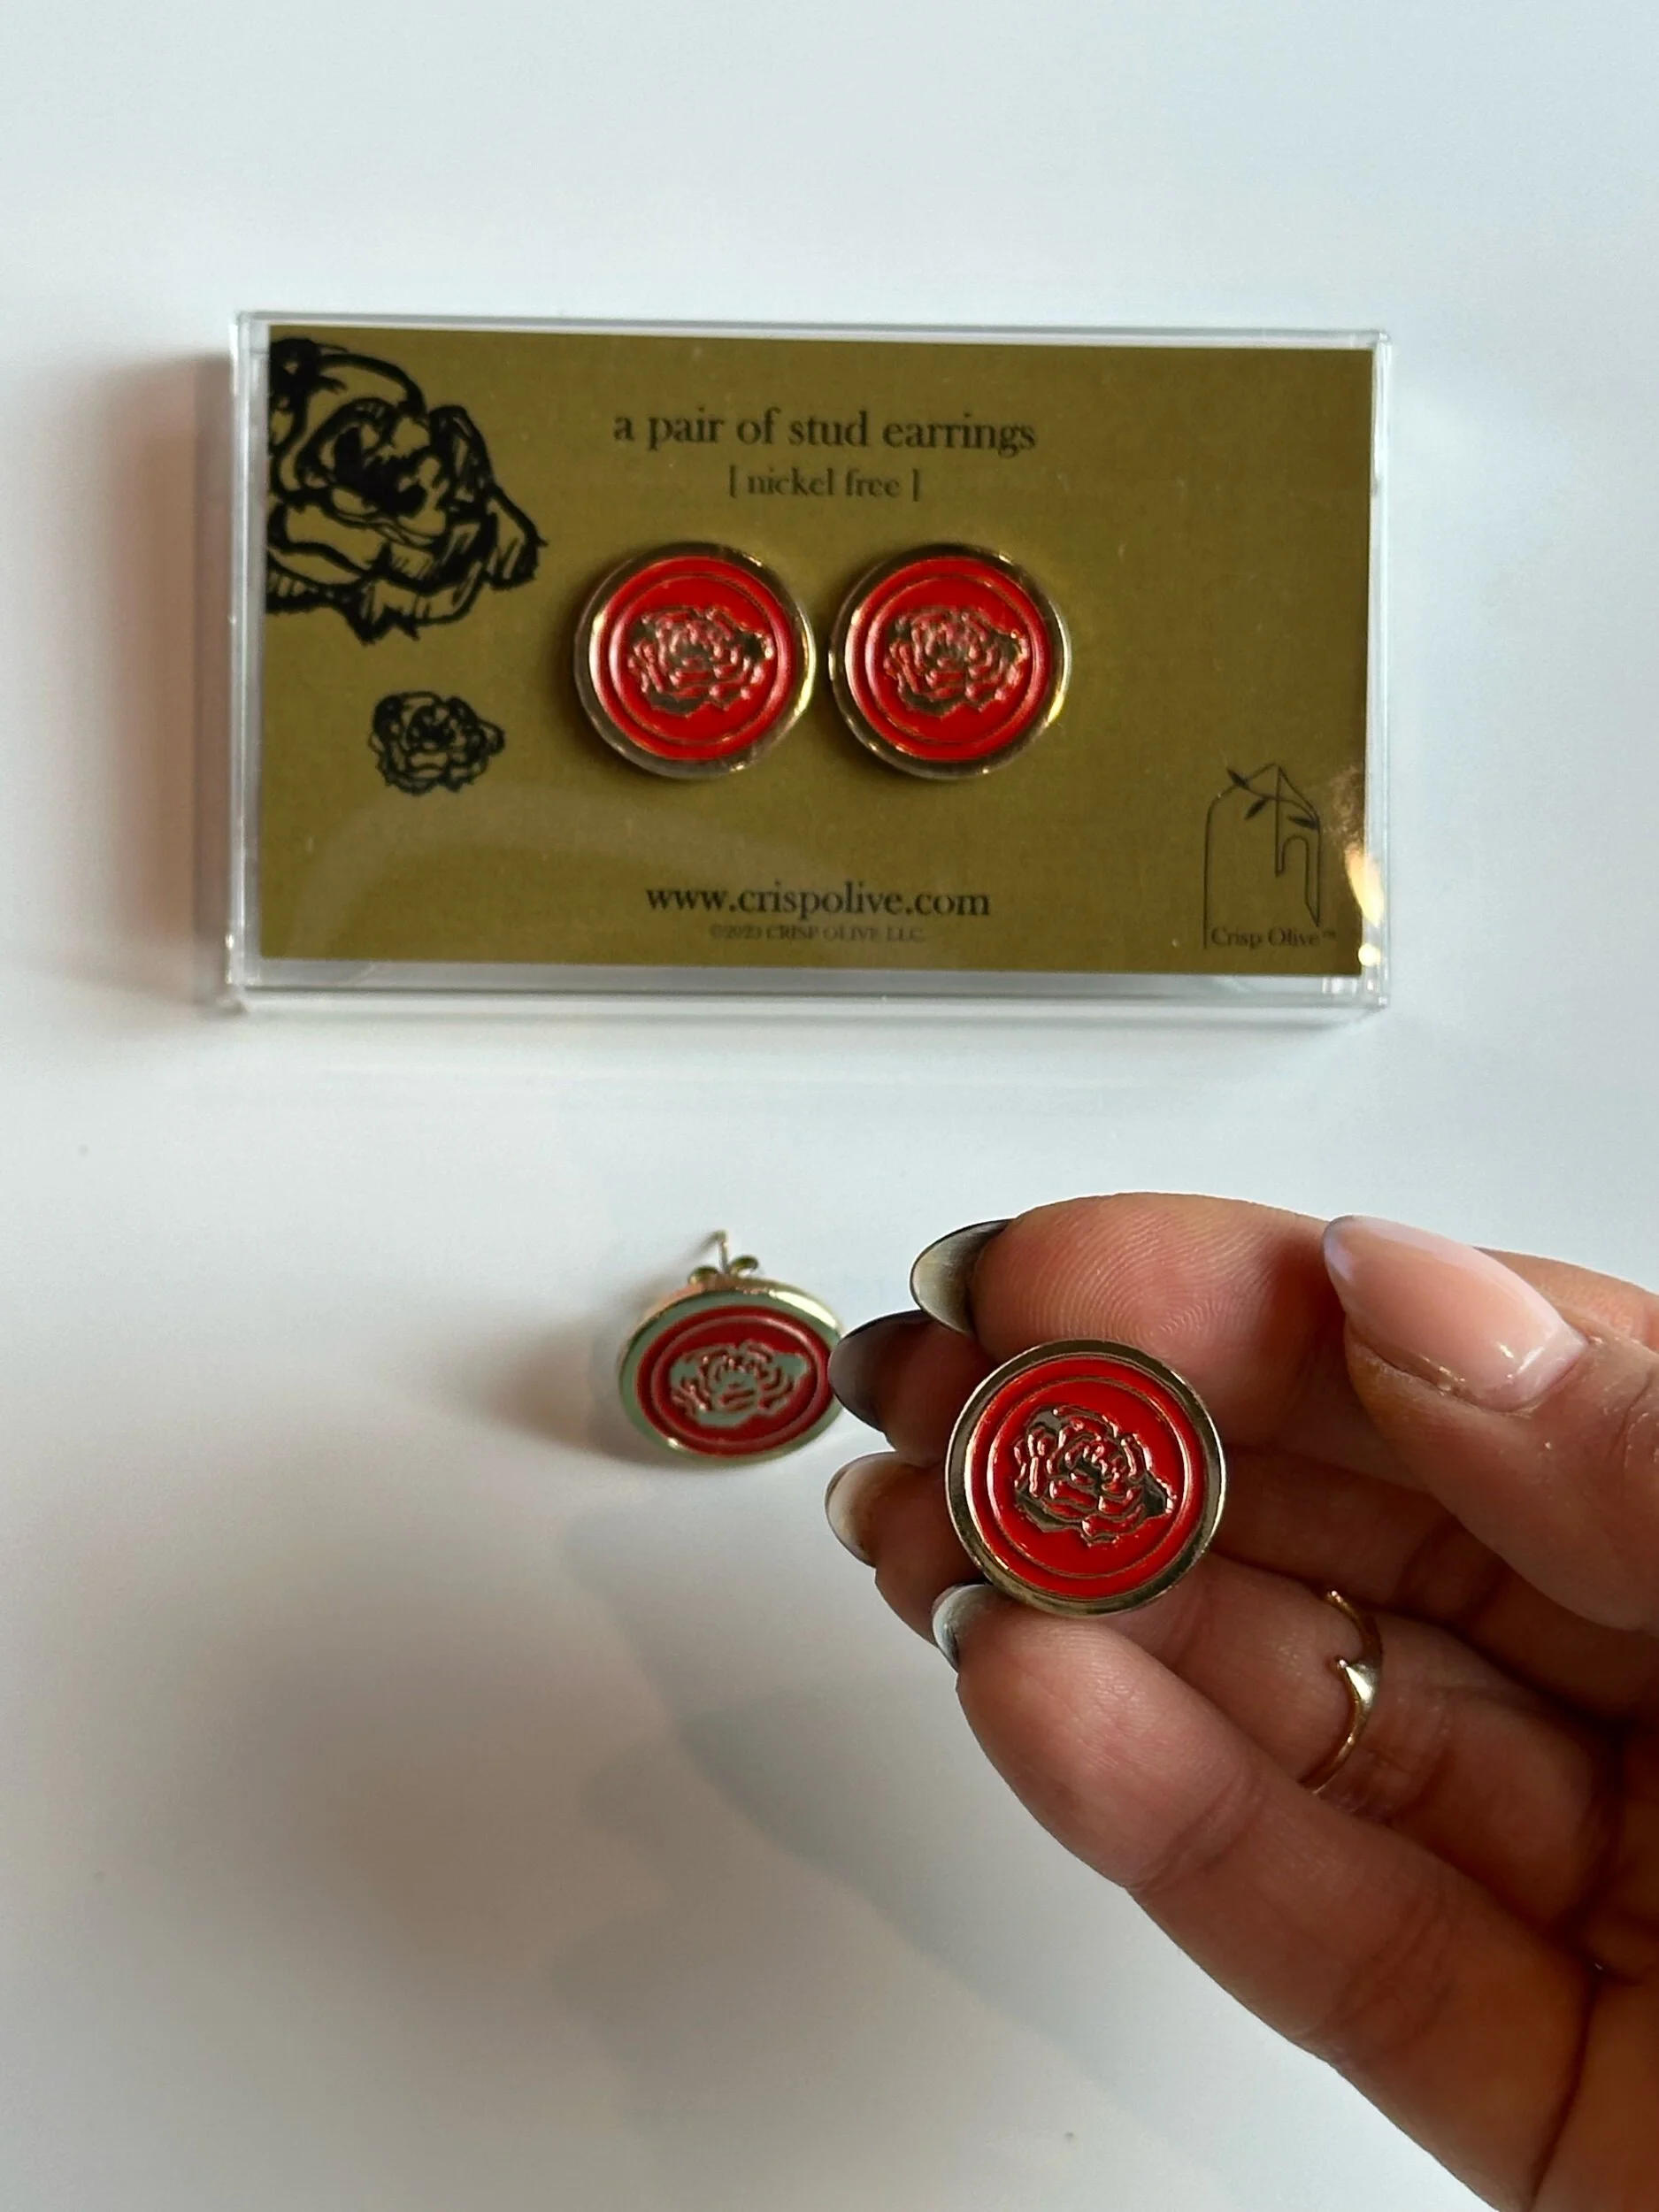 a pair of stud earrings
[ nickel free ]
www.crispolive.com
©2023 CRISP OLIVE LLC.
Crisp Olive™